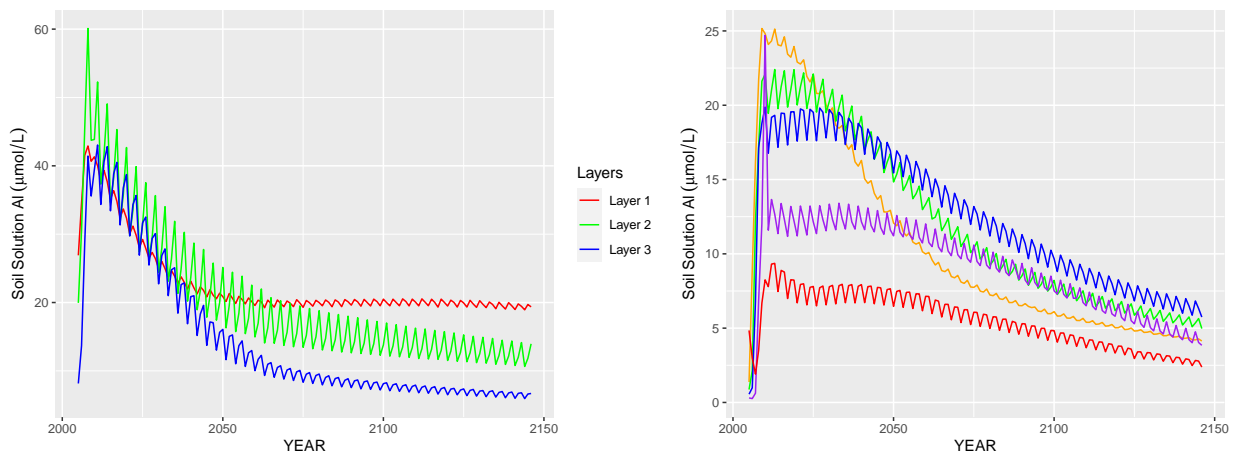 Soil Solution Al (μmol/L)
60
40
20
2000
2050
2100
2150
YEAR
Layers
Layer 1
Layer 2
Layer 3
Soil Solution Al (μmol/L)
25
20
15
10
5
0
2000
2050
2100
2150
YEAR